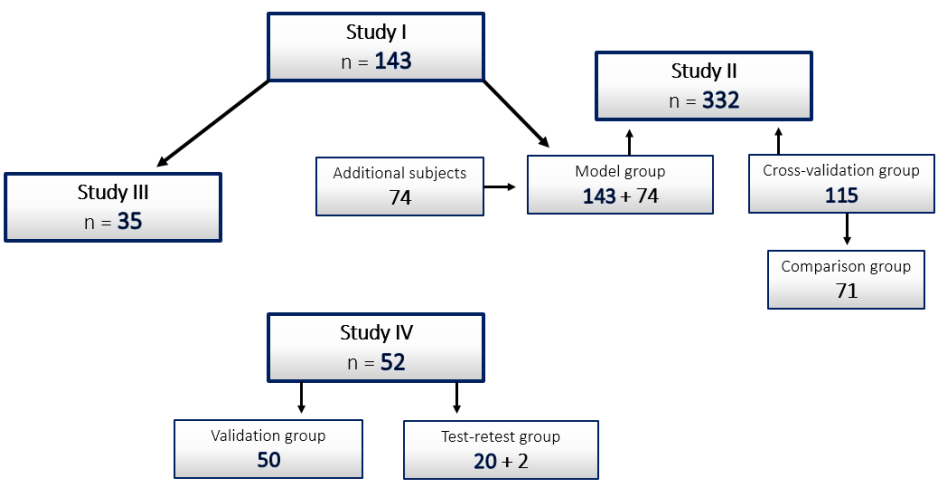 Study I
n = 143
Study II
n = 332
Study III
n = 35
Additional subjects
74
Model group
143 + 74
Cross-validation group
115
Comparison group
71
Study IV
n = 52
Validation group
50
Test-retest group
20 + 2